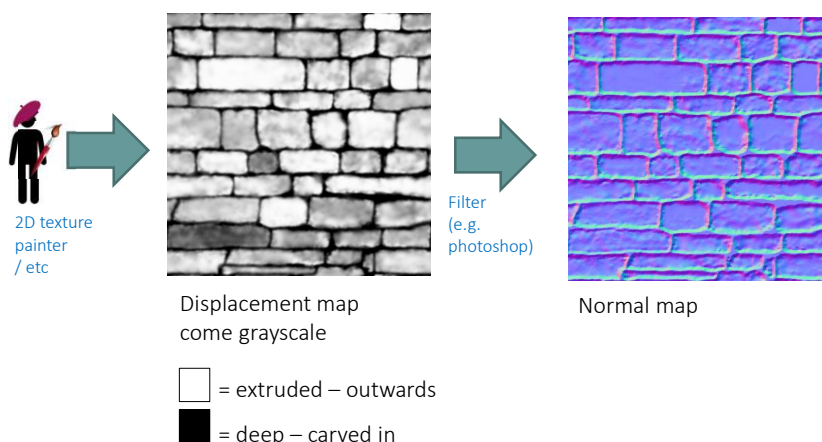 2D texture
painter
/ etc
Filter
(e.g.
photoshop)
Displacement map
come grayscale
Normal map
= extruded – outwards
= deep – carved in